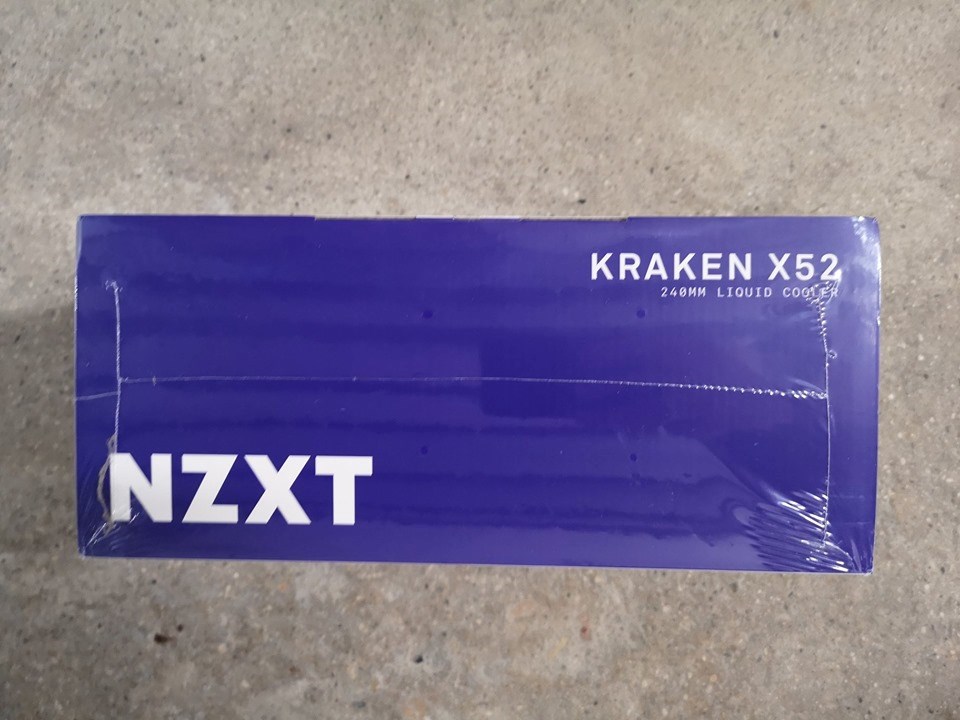 KRAKEN X52
240MM LIQUID COOLER
NZXT